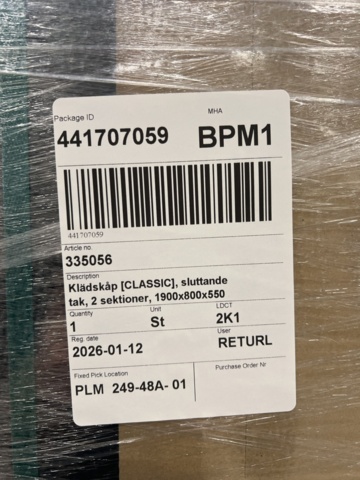 Package ID
MHA
441707059
BPM1
441707059
Article no.
335056
Description
Klädskåp [CLASSIC], sluttande
tak, 2 sektioner, 1900x800x550
Quantity
Unit
LDCT
1
St
2K1
Reg. date
User
2026-01-12
RETURL
Fixed Pick Location
Purchase Order Nr
PLM 249-48A- 01